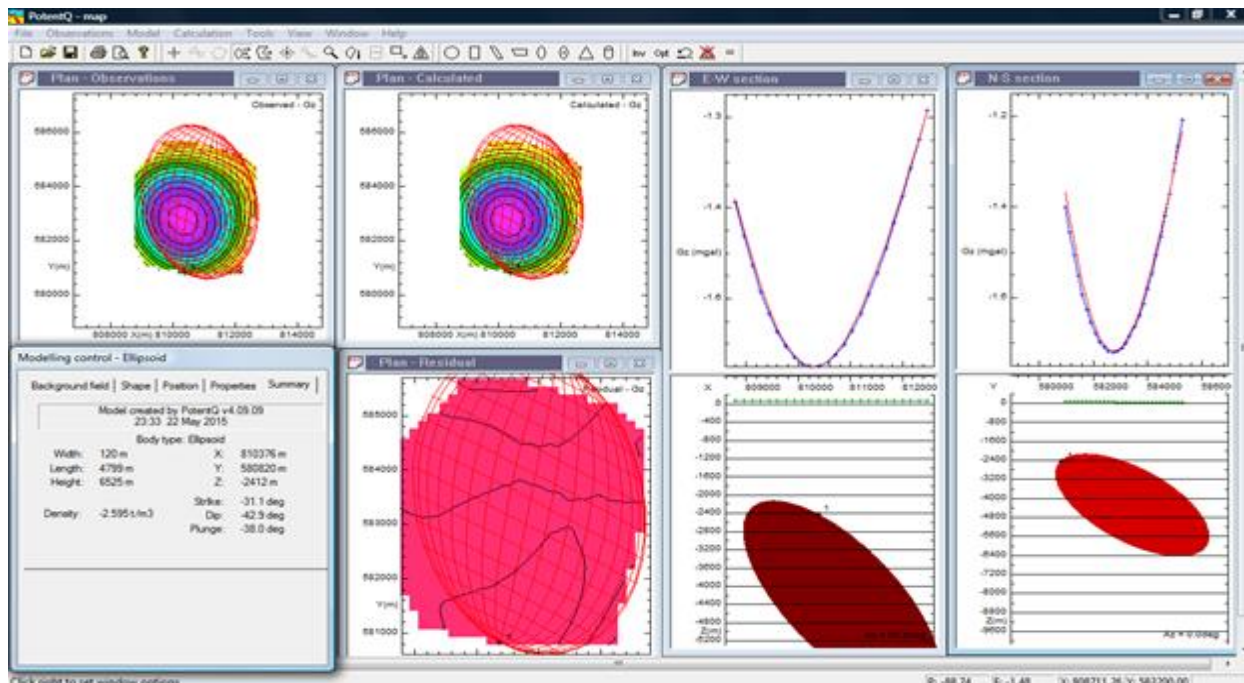 PotentQ - map
File Observations Model Calculation Tools View Window Help
Inv Opt
Plan - Observations
Observed - Gz
586000
584000
582000
Y(m)
580000
808000 X(m) 810000 812000 814000
Plan - Calculated
Calculated - Gz
586000
584000
582000
Y(m)
580000
808000 X(m) 810000 812000 814000
E-W section
-1.3
-1.4
Gz (mgal)
-1.6
X 809000 810000 811000 812000
0
-400
-800
-1200
-1600
-2000
-2400
-2800
-3200
-3600
-4000
-4400
-4800
Z(m)
-5200
N-S section
-1.2
-1.4
Gz (mgal)
-1.6
Y 580000 582000 584000
0
-800
-1600
-2400
-3200
-4000
-4800
-5600
-6400
-7200
-8000
-8800
Z(m)
-9600
Az = 0.0deg
Modelling control - Ellipsoid
Background field Shape Position Properties Summary
Model created by PotentQ v4.09.09
23:33 22 May 2015
Body type: Ellipsoid
Width: 120 m X: 810376 m
Length: 4799 m Y: 580820 m
Height: 6525 m Z: -2412 m
Strike: -31.1 deg
Density: -2.595 t/m3 Dip: -42.9 deg
Plunge: -38.0 deg
Plan - Residual
Residual - Gz
585000
584000
583000
582000
Y(m)
581000
Click right to set window options